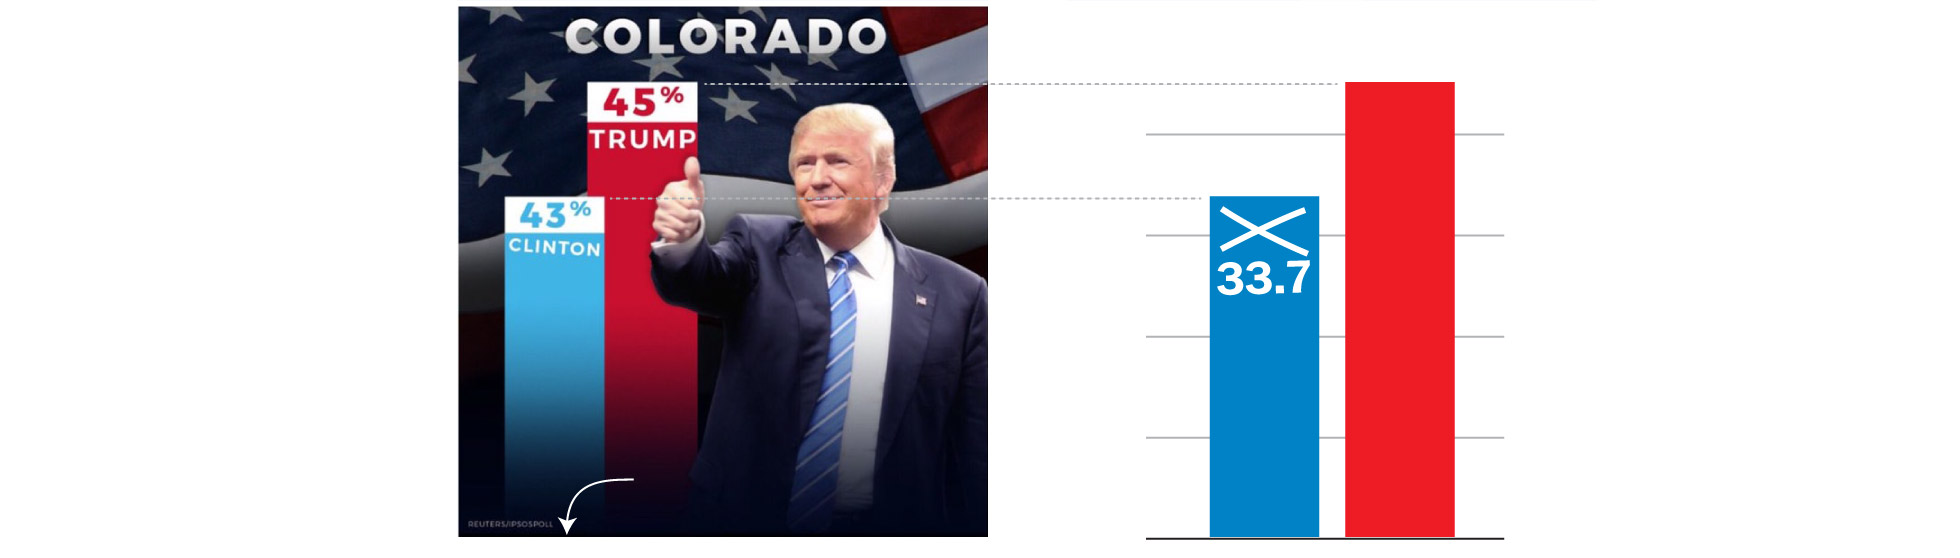 COLORADO
45%
TRUMP
43%
CLINTON
REUTERS/IPSOSPOLL
33.7